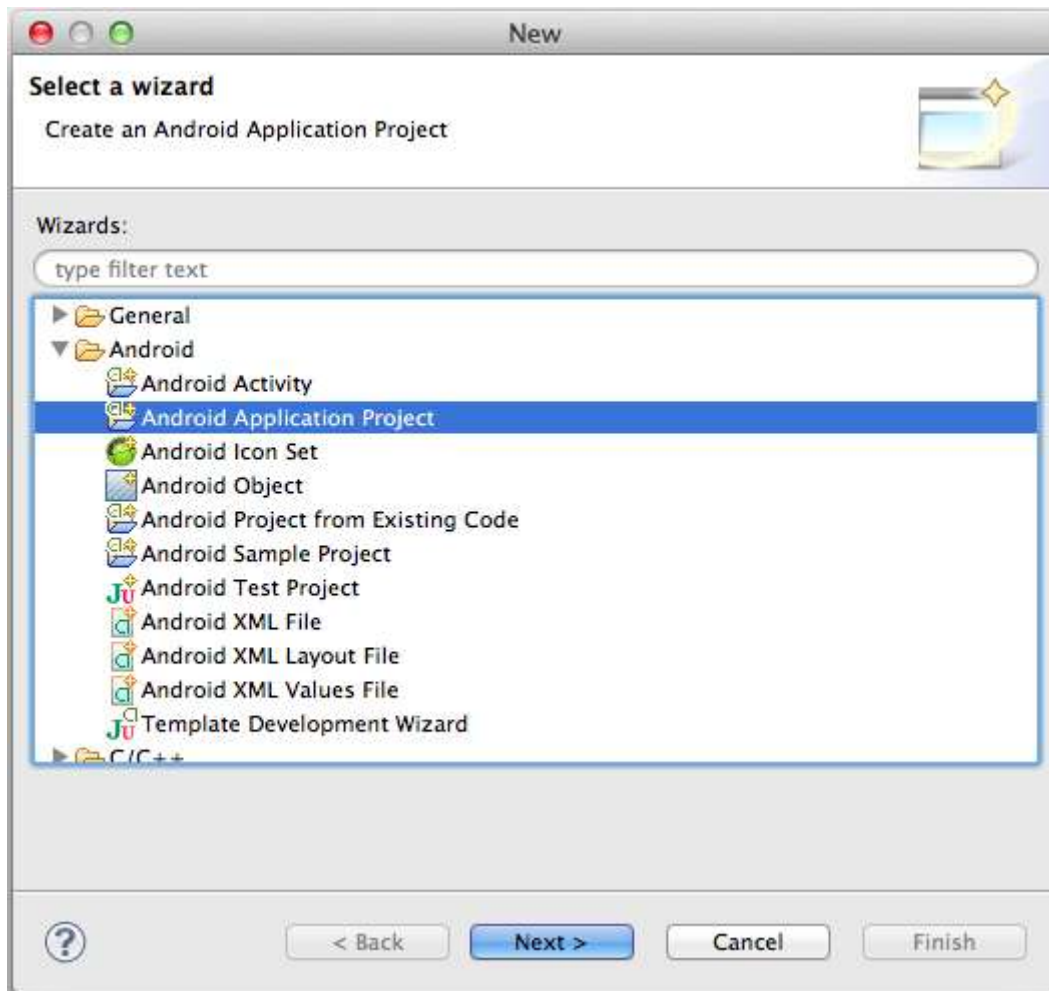 New
Select a wizard
Create an Android Application Project
Wizards:
type filter text
General
Android
Android Activity
Android Application Project
Android Icon Set
Android Object
Android Project from Existing Code
Android Sample Project
Android Test Project
Android XML File
Android XML Layout File
Android XML Values File
Template Development Wizard
C/C++
? < Back Next > Cancel Finish